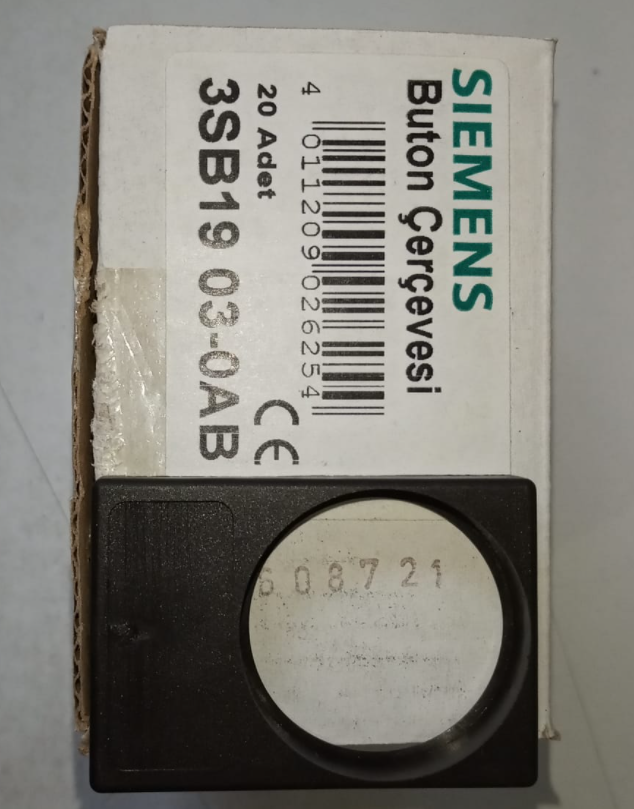 SIEMENS
Buton Çerçevesi
4 011209 026254
20 Adet
CE
3SB19 03-0AB
608721